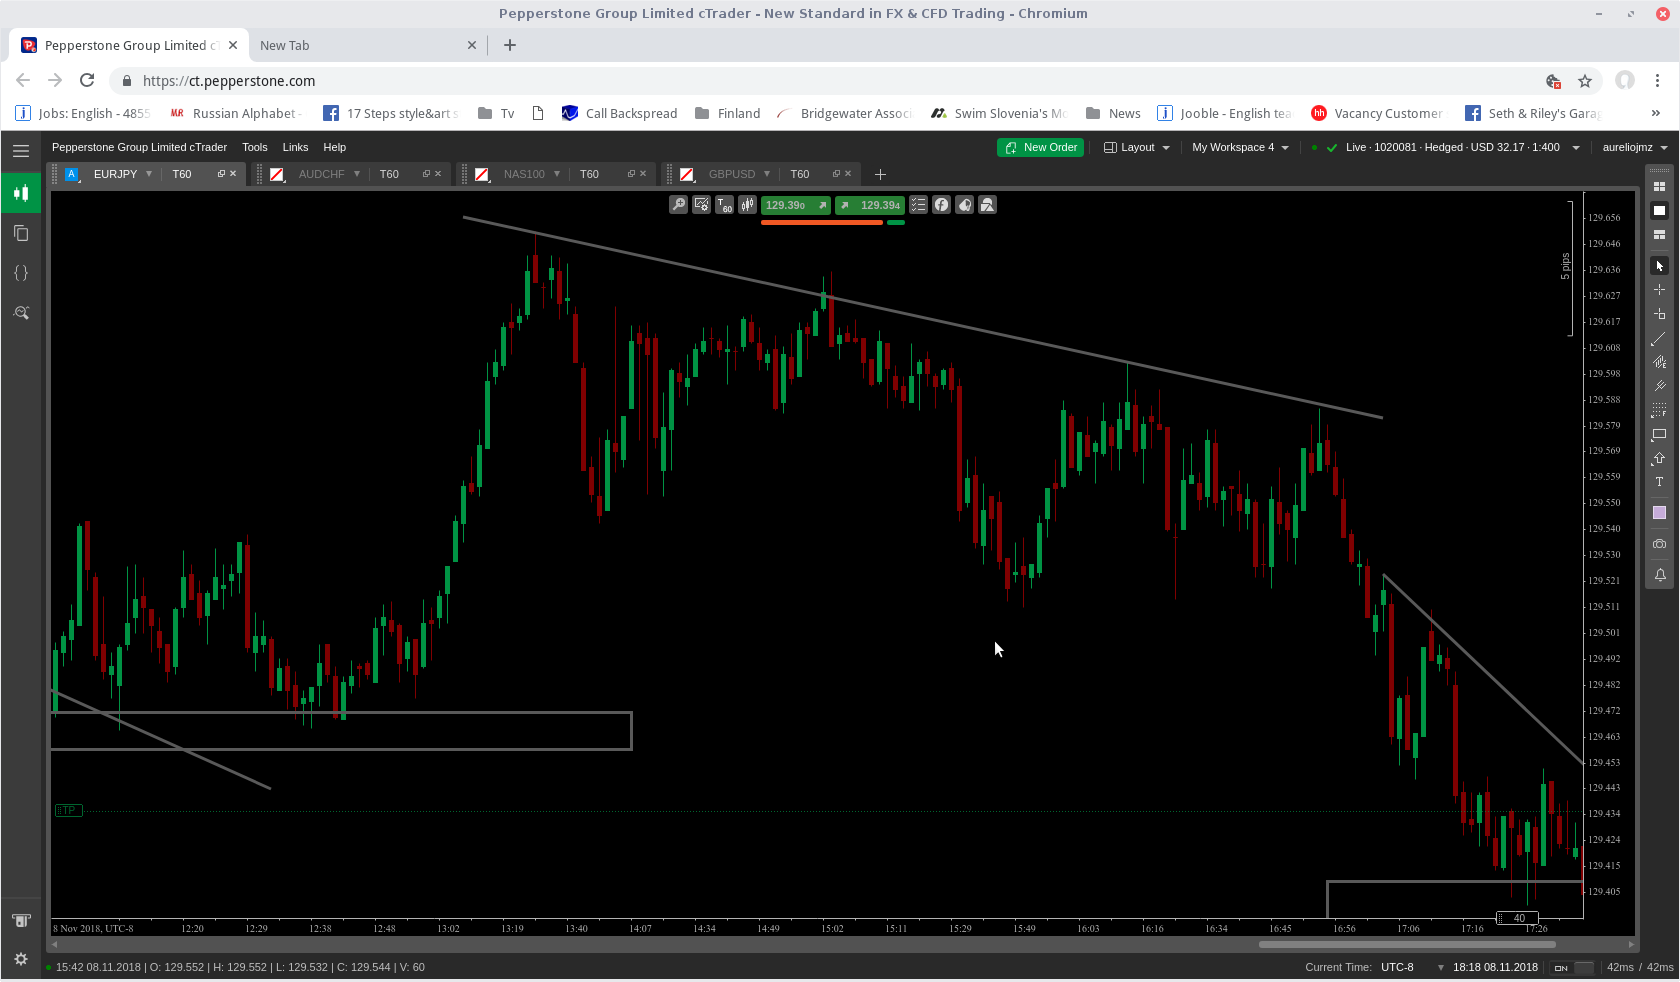 Pepperstone Group Limited cTrader - New Standard in FX & CFD Trading - Chromium
Pepperstone Group Limited cT
New Tab
https://ct.pepperstone.com
Jobs: English - 4855
MR Russian Alphabet -
17 Steps style&art s
Tv
Call Backspread
Finland
Bridgewater Associ
Swim Slovenia's Mo
News
Jooble - English tea
hh Vacancy Customer
Seth & Riley's Garag
»
Pepperstone Group Limited cTrader
Tools
Links
Help
New Order
Layout
My Workspace 4
Live · 1020081 · Hedged · USD 32.17 · 1:400
aureliojmz
A EURJPY T60
AUDCHF T60
NAS100 T60
GBPUSD T60
T60
129.390
129.394
5 pips
129.656
129.646
129.636
129.627
129.617
129.608
129.598
129.588
129.579
129.569
129.559
129.550
129.540
129.530
129.521
129.511
129.501
129.492
129.482
129.472
129.463
129.453
129.443
129.434
129.424
129.415
129.405
TP
40
8 Nov 2018, UTC-8
12:20
12:29
12:38
12:48
13:02
13:19
13:40
14:07
14:34
14:49
15:02
15:11
15:29
15:49
16:03
16:16
16:34
16:45
16:56
17:06
17:16
17:26
15:42 08.11.2018 | O: 129.552 | H: 129.552 | L: 129.532 | C: 129.544 | V: 60
Current Time: UTC-8
18:18 08.11.2018
ON
42ms / 42ms